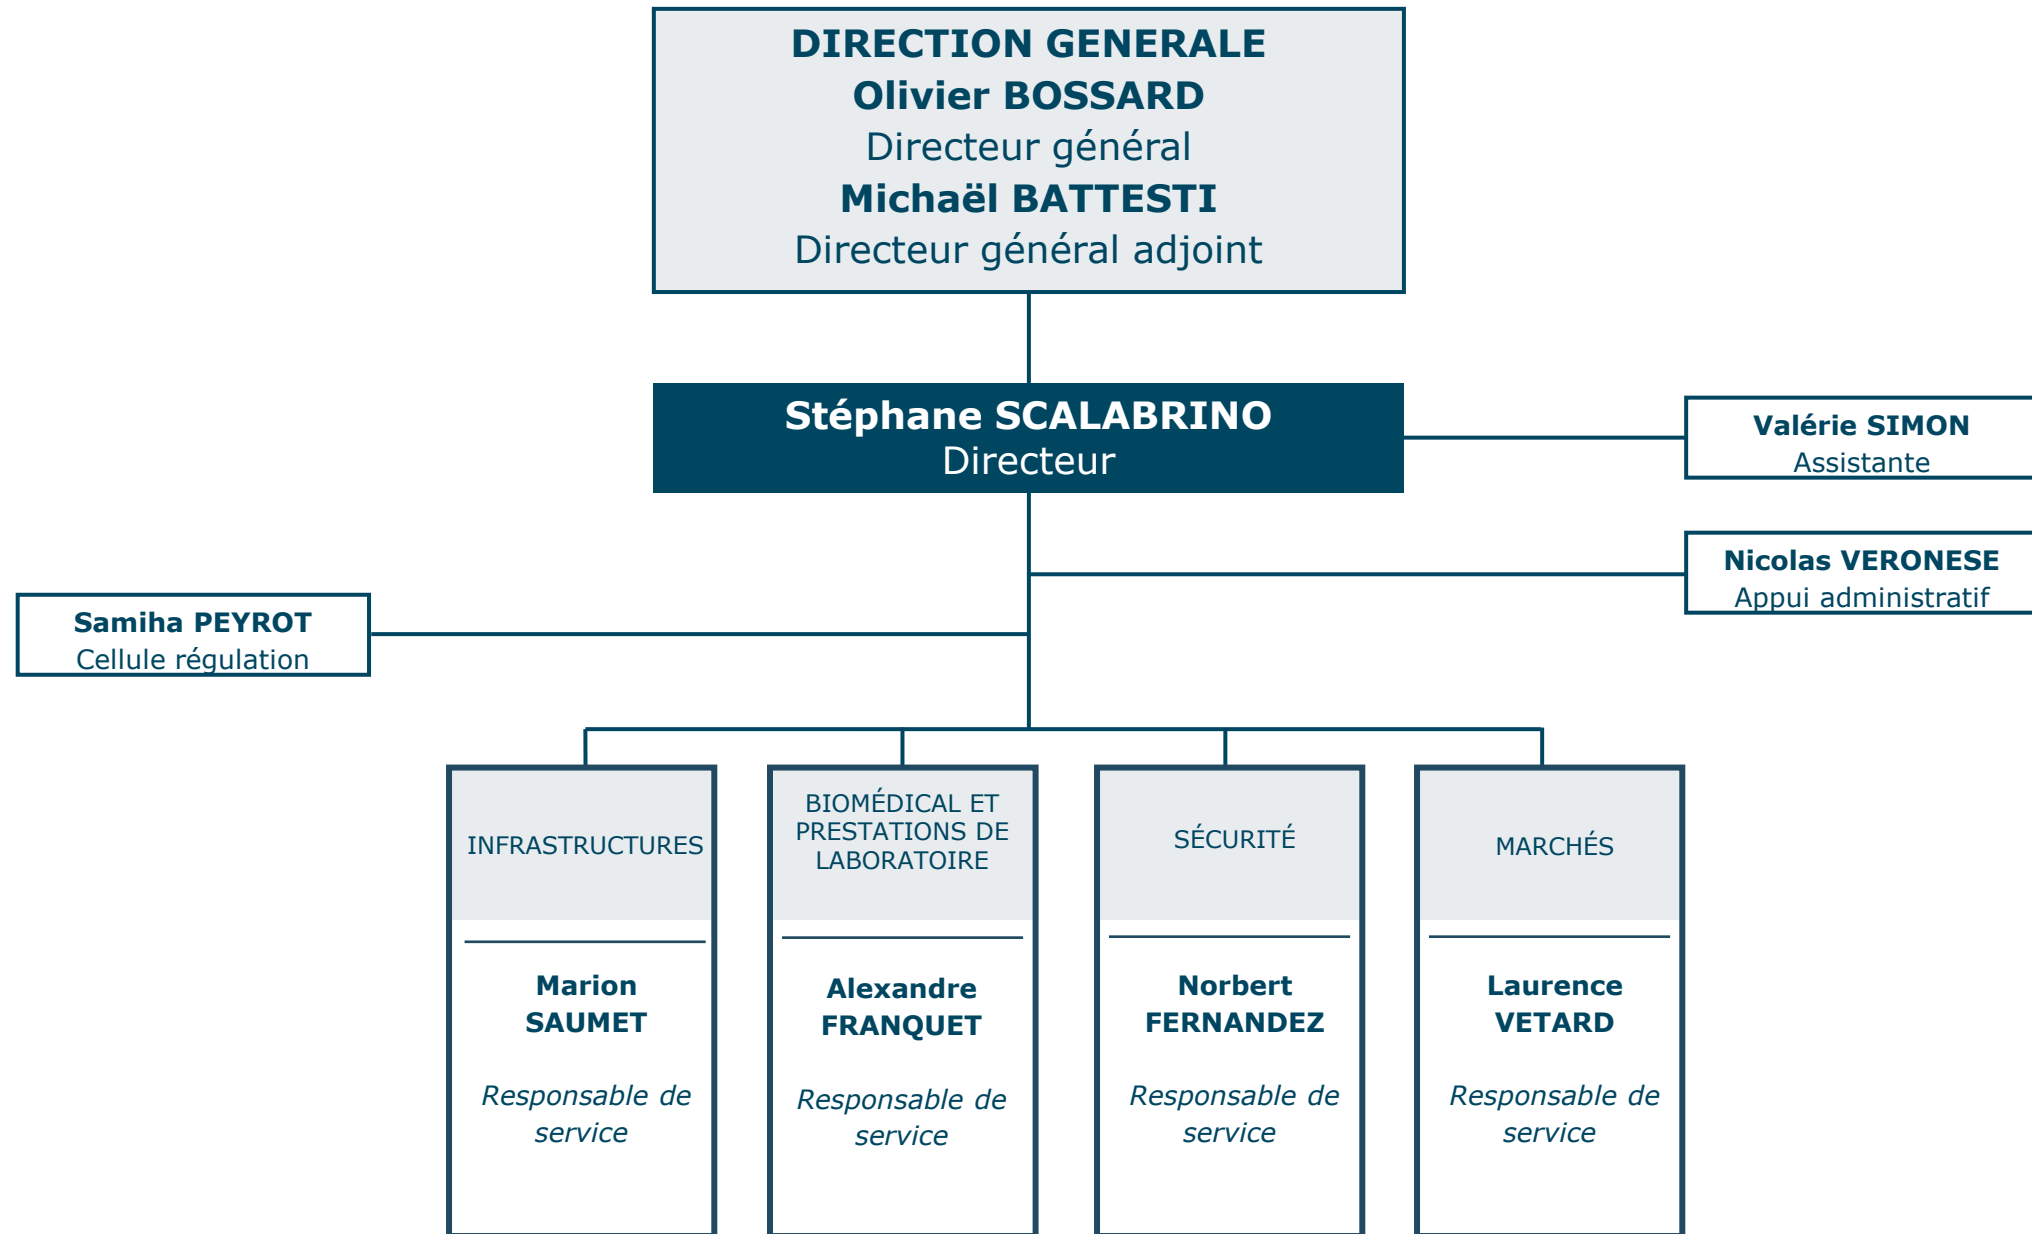 DIRECTION GENERALE
Olivier BOSSARD
Directeur général
Michaël BATTESTI
Directeur général adjoint
Stéphane SCALABRINO
Directeur
Valérie SIMON
Assistante
Nicolas VERONESE
Appui administratif
Samiha PEYROT
Cellule régulation
INFRASTRUCTURES
Marion
SAUMET
Responsable de
service
BIOMÉDICAL ET
PRESTATIONS DE
LABORATOIRE
Alexandre
FRANQUET
Responsable de
service
SÉCURITÉ
Norbert
FERNANDEZ
Responsable de
service
MARCHÉS
Laurence
VETARD
Responsable de
service